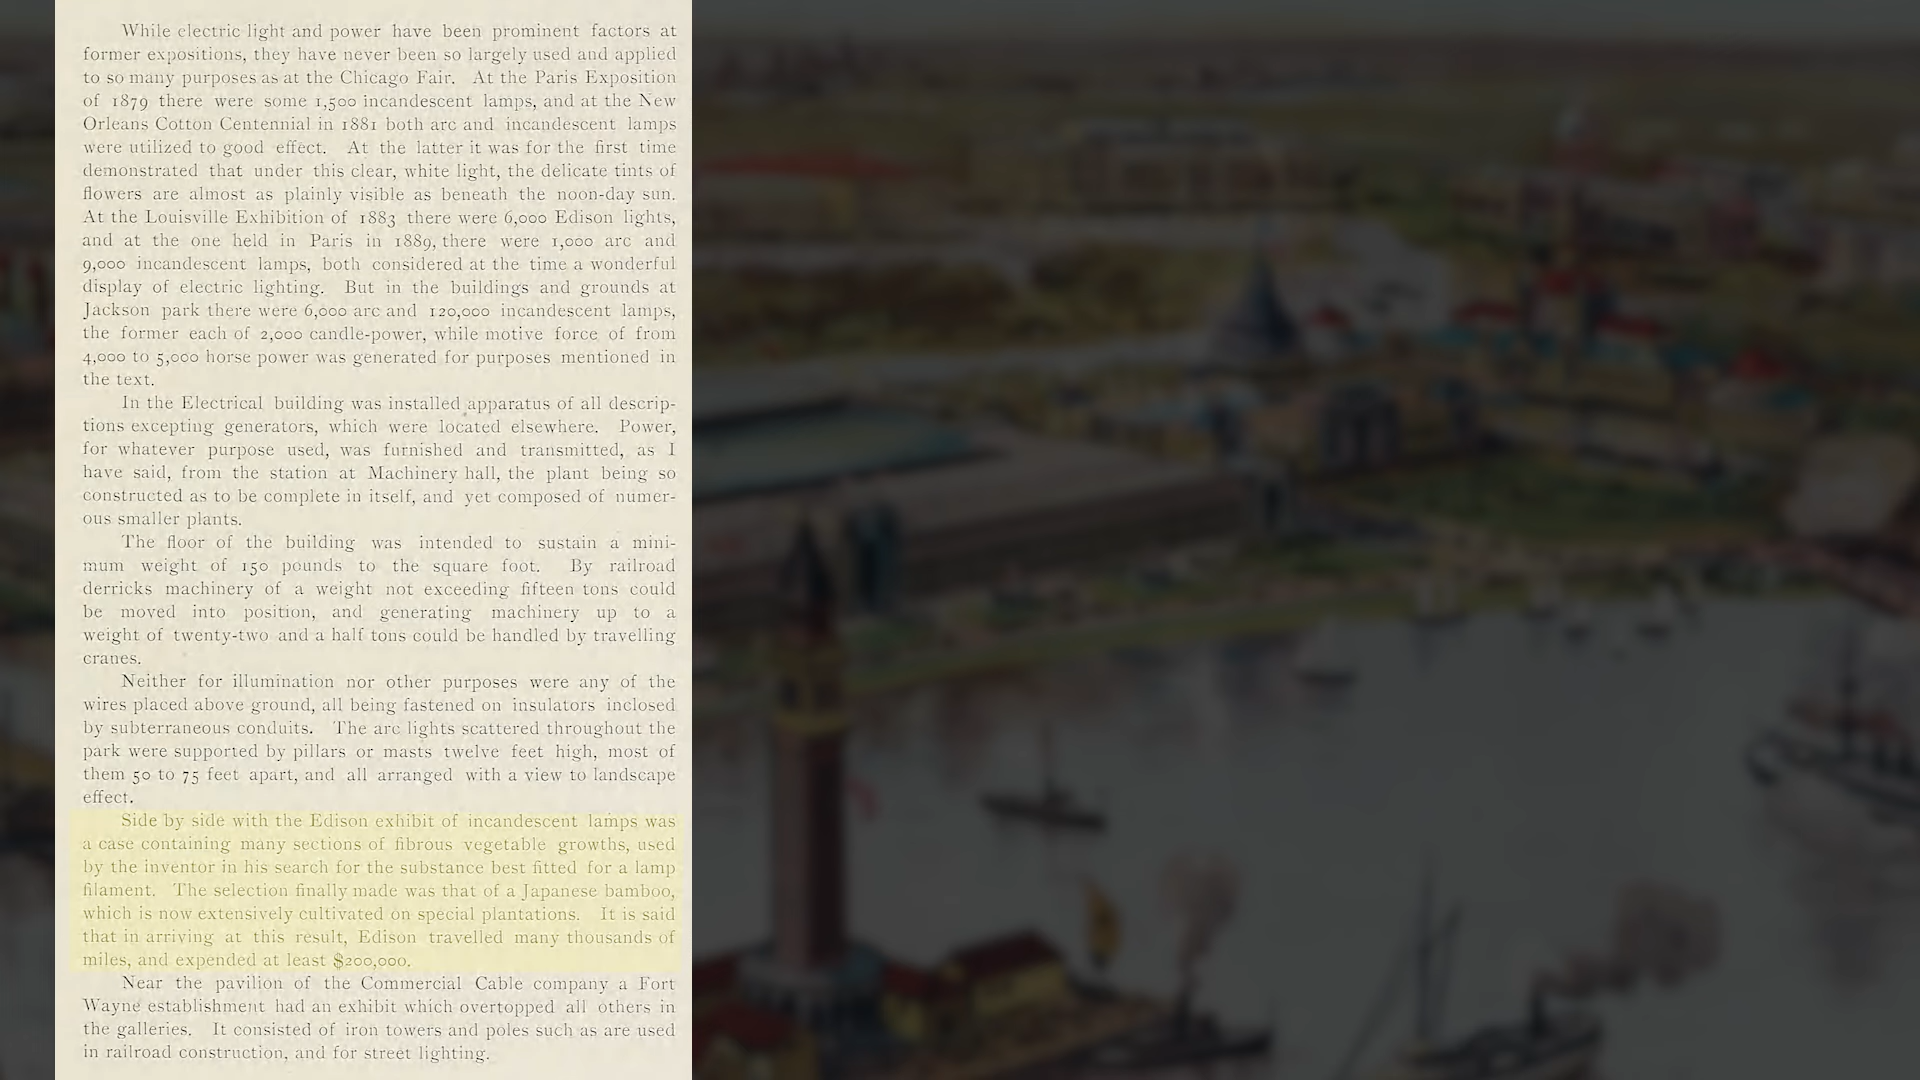 While electric light and power have been prominent factors at
former expositions, they have never been so largely used and applied
to so many purposes as at the Chicago Fair. At the Paris Exposition
of 1879 there were some 1,500 incandescent lamps, and at the New
Orleans Cotton Centennial in 1881 both arc and incandescent lamps
were utilized to good effect. At the latter it was for the first time
demonstrated that under this clear, white light, the delicate tints of
flowers are almost as plainly visible as beneath the noon-day sun.
At the Louisville Exhibition of 1883 there were 6,000 Edison lights,
and at the one held in Paris in 1889, there were 1,000 arc and
9,000 incandescent lamps, both considered at the time a wonderful
display of electric lighting. But in the buildings and grounds at
Jackson park there were 6,000 arc and 120,000 incandescent lamps,
the former each of 2,000 candle-power, while motive force of from
4,000 to 5,000 horse power was generated for purposes mentioned in
the text.
In the Electrical building was installed apparatus of all descrip-
tions excepting generators, which were located elsewhere. Power,
for whatever purpose used, was furnished and transmitted, as I
have said, from the station at Machinery hall, the plant being so
constructed as to be complete in itself, and yet composed of numer-
ous smaller plants.
The floor of the building was intended to sustain a mini-
mum weight of 150 pounds to the square foot. By railroad
derricks machinery of a weight not exceeding fifteen tons could
be moved into position, and generating machinery up to a
weight of twenty-two and a half tons could be handled by travelling
cranes.
Neither for illumination nor other purposes were any of the
wires placed above ground, all being fastened on insulators inclosed
by subterraneous conduits. The arc lights scattered throughout the
park were supported by pillars or masts twelve feet high, most of
them 50 to 75 feet apart, and all arranged with a view to landscape
effect.
Side by side with the Edison exhibit of incandescent lamps was
a case containing many sections of fibrous vegetable growths, used
by the inventor in his search for the substance best fitted for a lamp
filament. The selection finally made was that of a Japanese bamboo,
which is now extensively cultivated on special plantations. It is said
that in arriving at this result, Edison travelled many thousands of
miles, and expended at least $200,000.
Near the pavilion of the Commercial Cable company a Fort
Wayne establishment had an exhibit which overtopped all others in
the galleries. It consisted of iron towers and poles such as are used
in railroad construction, and for street lighting.